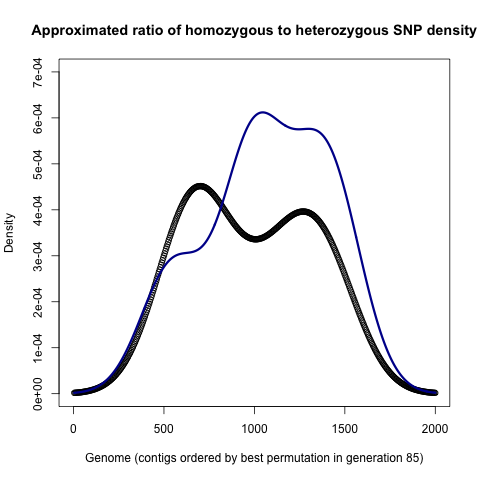 Approximated ratio of homozygous to heterozygous SNP density
7e-04
6e-04
5e-04
4e-04
3e-04
2e-04
1e-04
0e+00
Density
0 500 1000 1500 2000
Genome (contigs ordered by best permutation in generation 85)